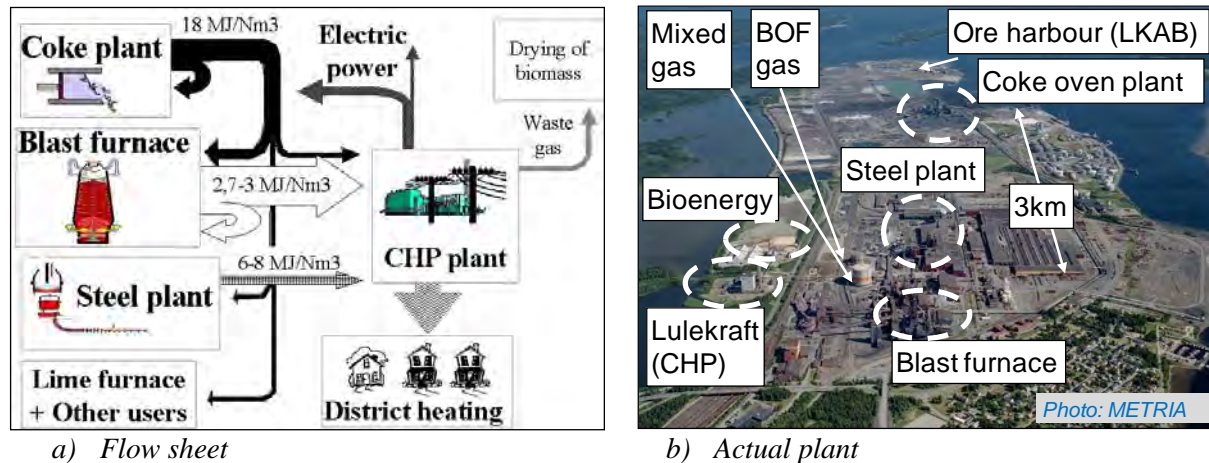 18 MJ/Nm3
Coke plant
Electric
power
Drying of
biomass
Waste
gas
Blast furnace
2,7-3 MJ/Nm3
CHP plant
6-8 MJ/Nm3
Steel plant
Lime furnace
+ Other users
District heating
a) Flow sheet
Mixed
gas
BOF
gas
Ore harbour (LKAB)
Coke oven plant
Steel plant
3km
Bioenergy
Lulekraft
(CHP)
Blast furnace
Photo: METRIA
b) Actual plant